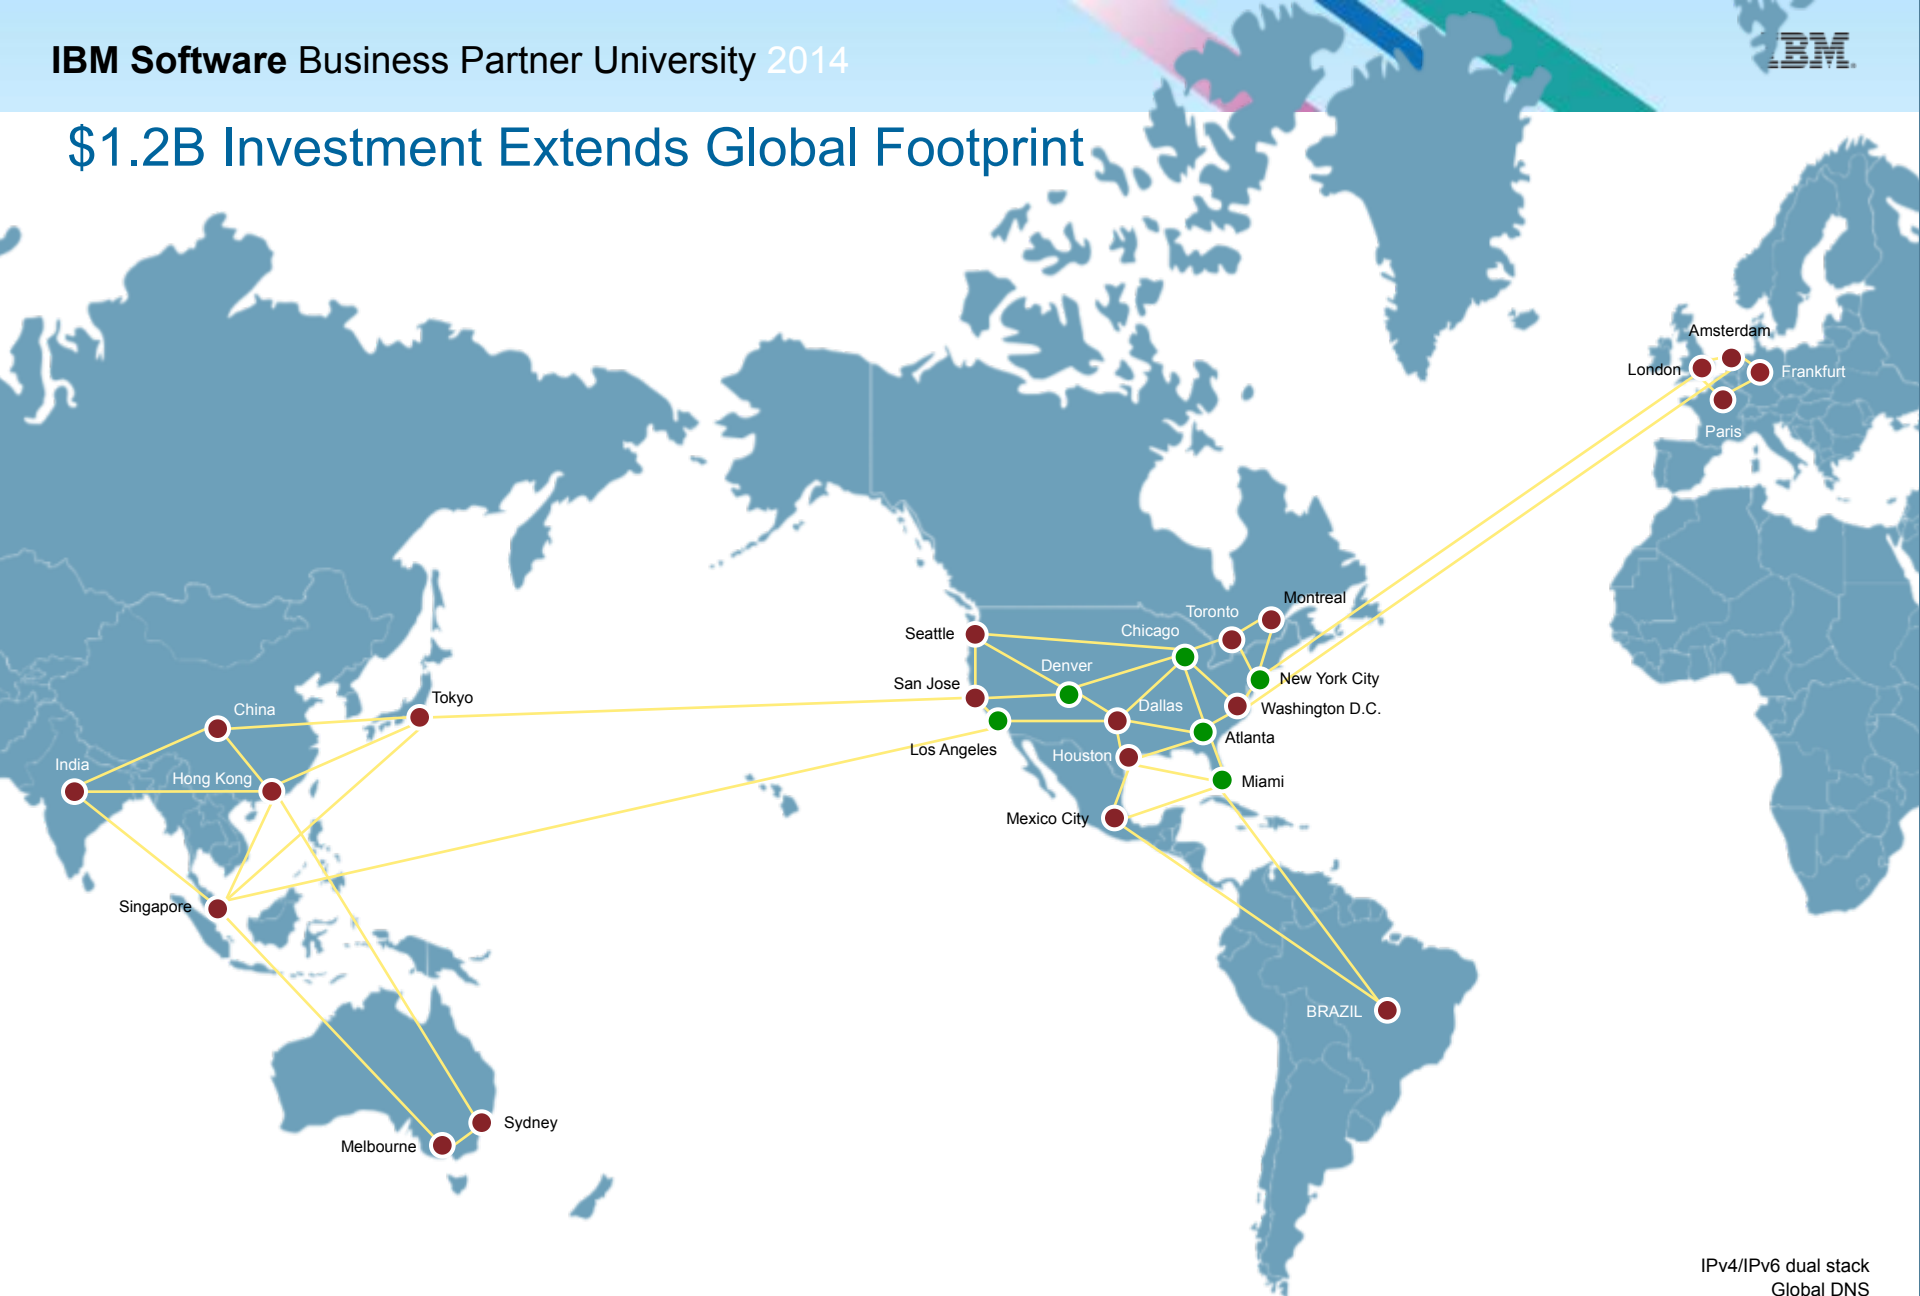 IBM Software Business Partner University 2014
IBM.
$1.2B Investment Extends Global Footprint
Amsterdam
London
Frankfurt
Paris
Montreal
Toronto
Chicago
Seattle
Denver
New York City
San Jose
Tokyo
Dallas
Washington D.C.
China
Atlanta
Los Angeles
Houston
India
Hong Kong
Miami
Mexico City
Singapore
BRAZIL
Sydney
Melbourne
IPv4/IPv6 dual stack
Global DNS